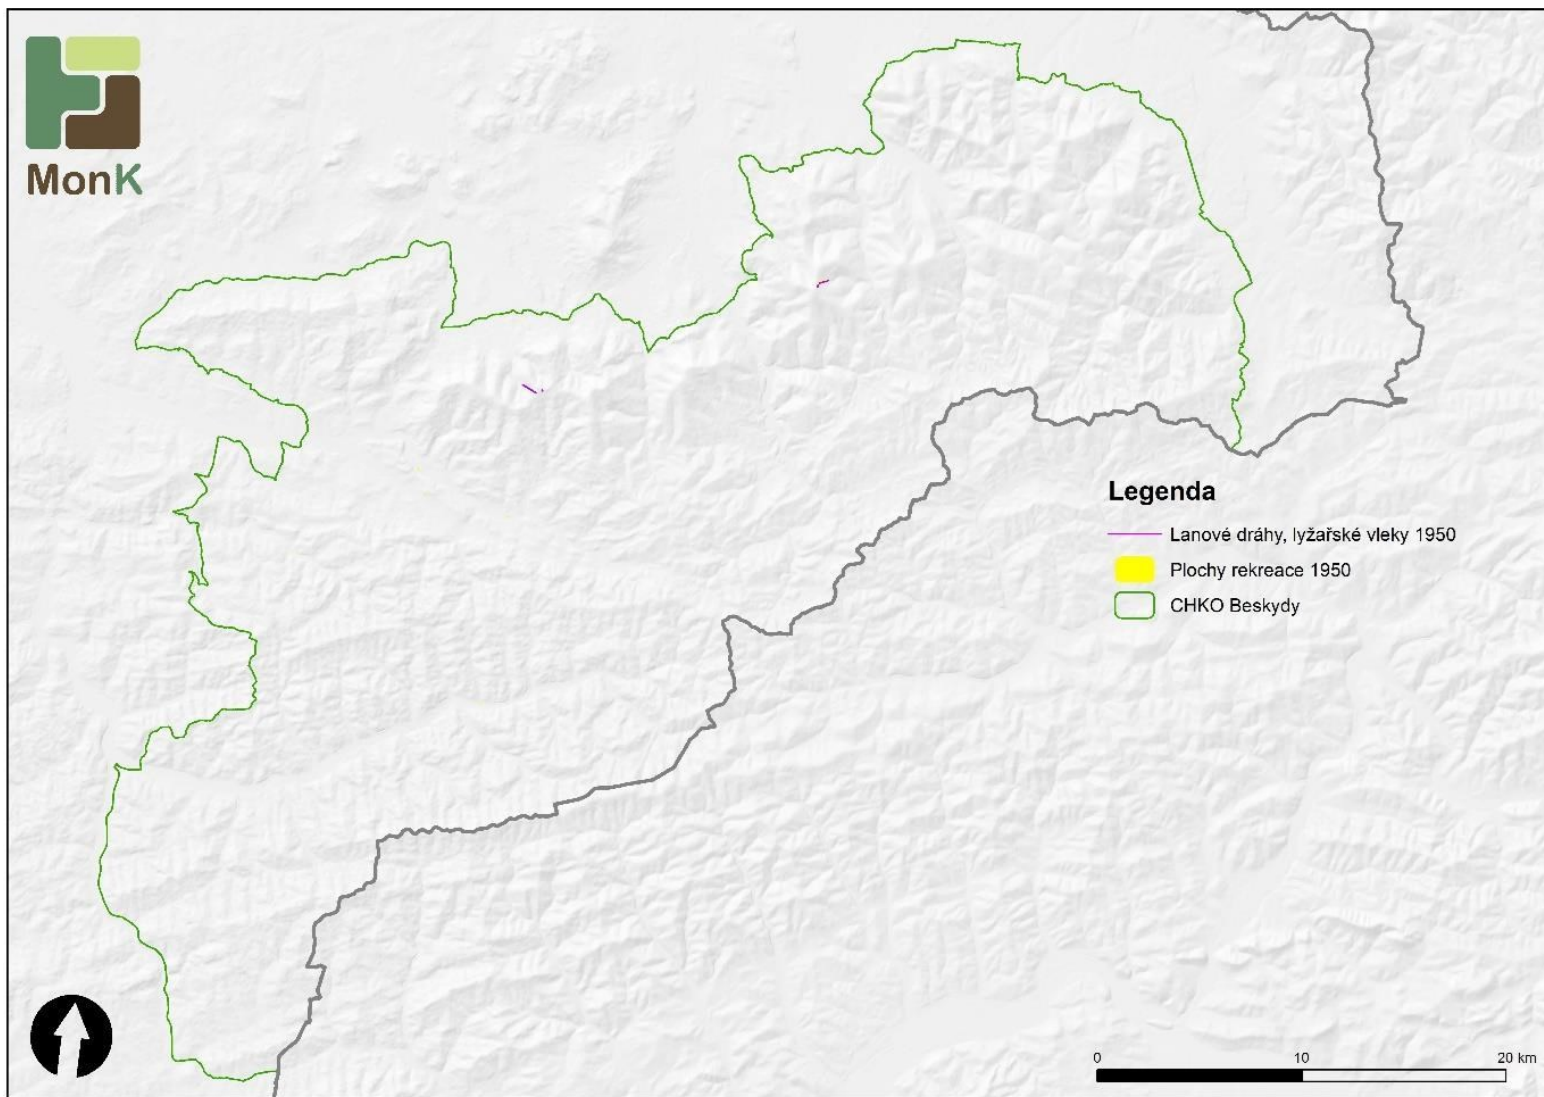 MonK
Legenda
Lanové dráhy, lyžařské vleky 1950
Plochy rekreace 1950
CHKO Beskydy
0 10 20 km